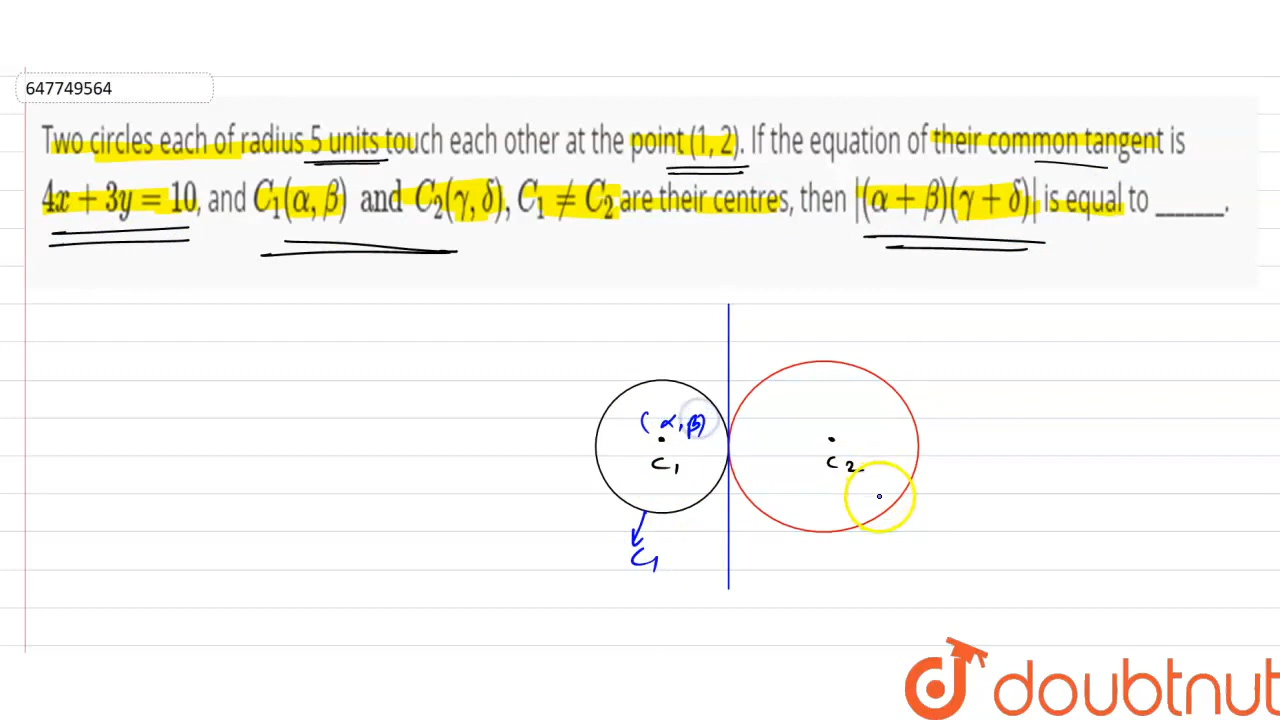 647749564
Two circles each of radius 5 units touch each other at the point (1, 2). If the equation of their common tangent is
4x + 3y = 10, and C₁(α, β) and C₂(γ, δ), C₁ ≠ C₂ are their centres, then |(α + β)(γ + δ)| is equal to _______.
(α, β)
C₁
C₂
C₁
doubtnut